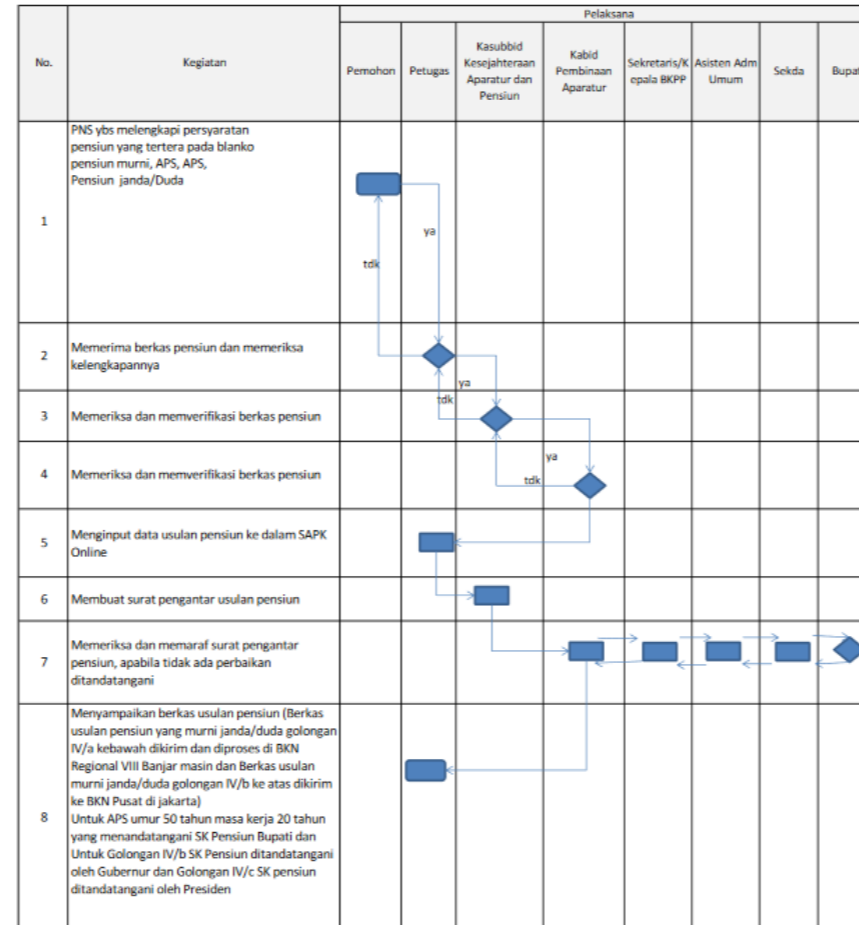 Pelaksana
No.
Kegiatan
Pemohon
Petugas
Kasubbid
Kesejahteraan
Aparatur dan
Pensiun
Kabid
Pembinaan
Aparatur
Sekretaris/K
epala BKPP
Asisten Adm
Umum
Sekda
Bupat
1
PNS ybs melengkapi persyaratan
pensiun yang tertera pada blanko
pensiun murni, APS, APS,
Pensiun janda/Duda
ya
tdk
2
Memerima berkas pensiun dan memeriksa
kelengkapannya
ya
tdk
3
Memeriksa dan memverifikasi berkas pensiun
ya
tdk
4
Memeriksa dan memverifikasi berkas pensiun
5
Menginput data usulan pensiun ke dalam SAPK
Online
6
Membuat surat pengantar usulan pensiun
7
Memeriksa dan memaraf surat pengantar
pensiun, apabila tidak ada perbaikan
ditandatangani
8
Menyampaikan berkas usulan pensiun (Berkas
usulan pensiun yang murni janda/duda golongan
IV/a kebawah dikirim dan diproses di BKN
Regional VIII Banjar masin dan Berkas usulan
murni janda/duda golongan IV/b ke atas dikirim
ke BKN Pusat di jakarta)
Untuk APS umur 50 tahun masa kerja 20 tahun
yang menandatangani SK Pensiun Bupati dan
Untuk Golongan IV/b SK Pensiun ditandatangani
oleh Gubernur dan Golongan IV/c SK pensiun
ditandatangani oleh Presiden